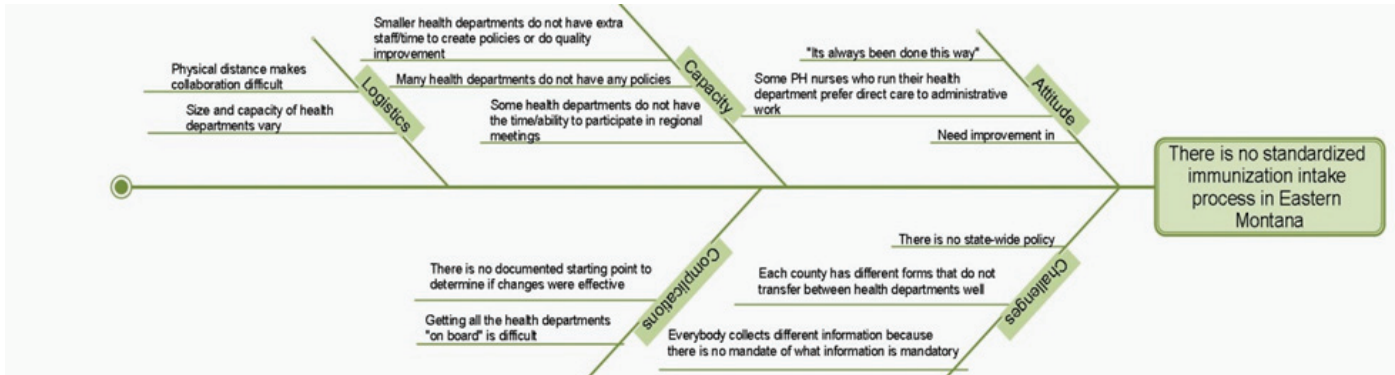 Physical distance makes
collaboration difficult
Size and capacity of health
departments vary
Logistics
Smaller health departments do not have extra
staff/time to create policies or do quality
improvement
Many health departments do not have any policies
Some health departments do not have
the time/ability to participate in regional
meetings
Capacity
"Its always been done this way"
Some PH nurses who run their health
department prefer direct care to administrative
work
Need improvement in
Attitude
There is no standardized
immunization intake
process in Eastern
Montana
There is no documented starting point to
determine if changes were effective
Getting all the health departments
"on board" is difficult
Complications
There is no state-wide policy
Each county has different forms that do not
transfer between health departments well
Everybody collects different information because
there is no mandate of what information is mandatory
Challenges